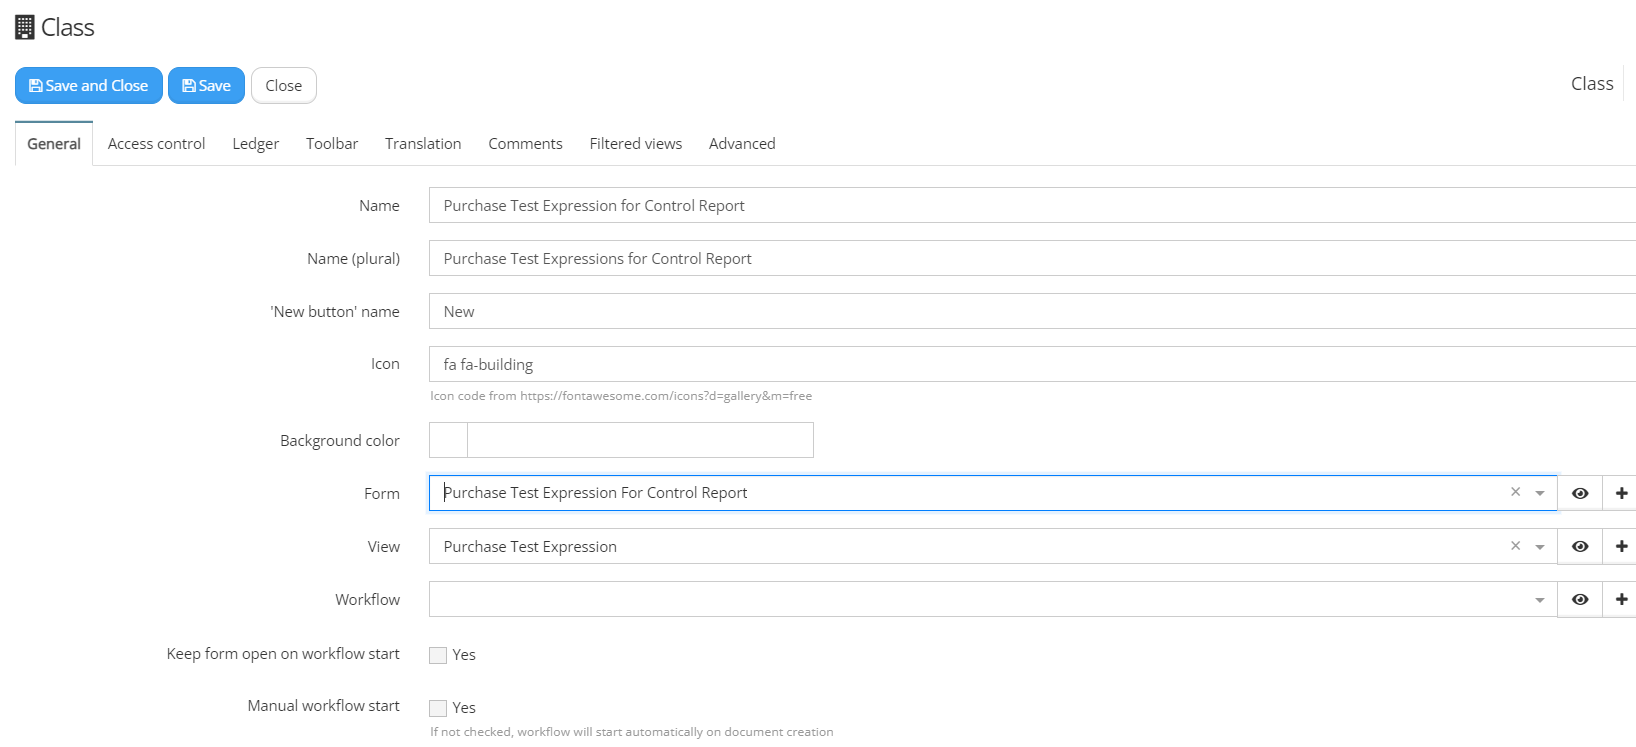 Class
Save and Close Save Close Class
General Access control Ledger Toolbar Translation Comments Filtered views Advanced
Name Purchase Test Expression for Control Report
Name (plural) Purchase Test Expressions for Control Report
'New button' name New
Icon fa fa-building
Icon code from https://fontawesome.com/icons?d=gallery&m=free
Background color
Form Purchase Test Expression For Control Report
View Purchase Test Expression
Workflow
Keep form open on workflow start Yes
Manual workflow start Yes
If not checked, workflow will start automatically on document creation